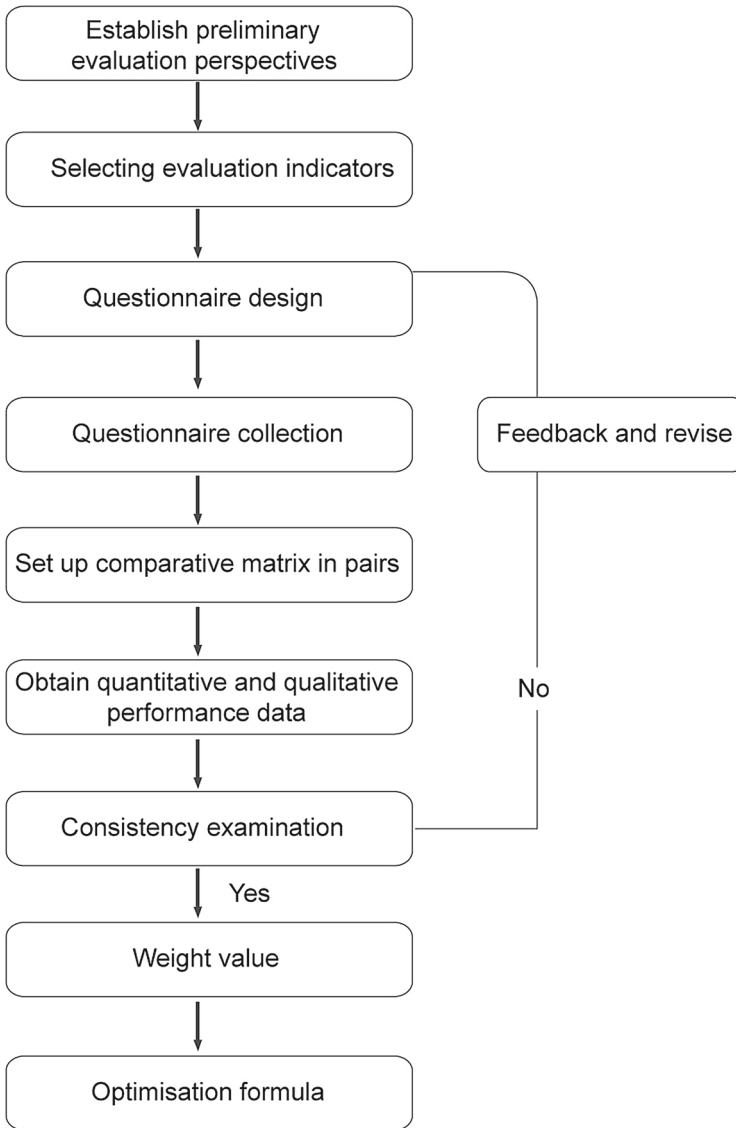 Establish preliminary
evaluation perspectives
Selecting evaluation indicators
Questionnaire design
Questionnaire collection
Feedback and revise
Set up comparative matrix in pairs
Obtain quantitative and qualitative
performance data
No
Consistency examination
Yes
Weight value
Optimisation formula